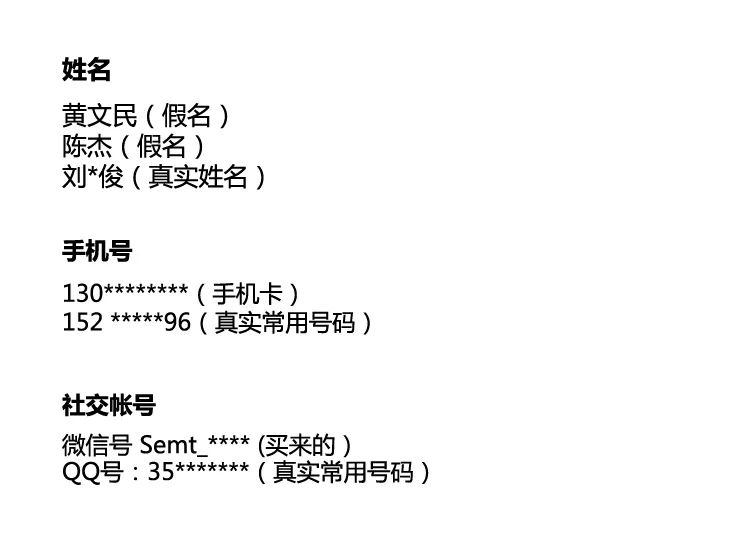 姓名
黄文民（假名）
陈杰（假名）
刘*俊（真实姓名）
手机号
130********（手机卡）
152 *****96（真实常用号码）
社交帐号
微信号 Semt_**** (买来的）
QQ号：35*******（真实常用号码）